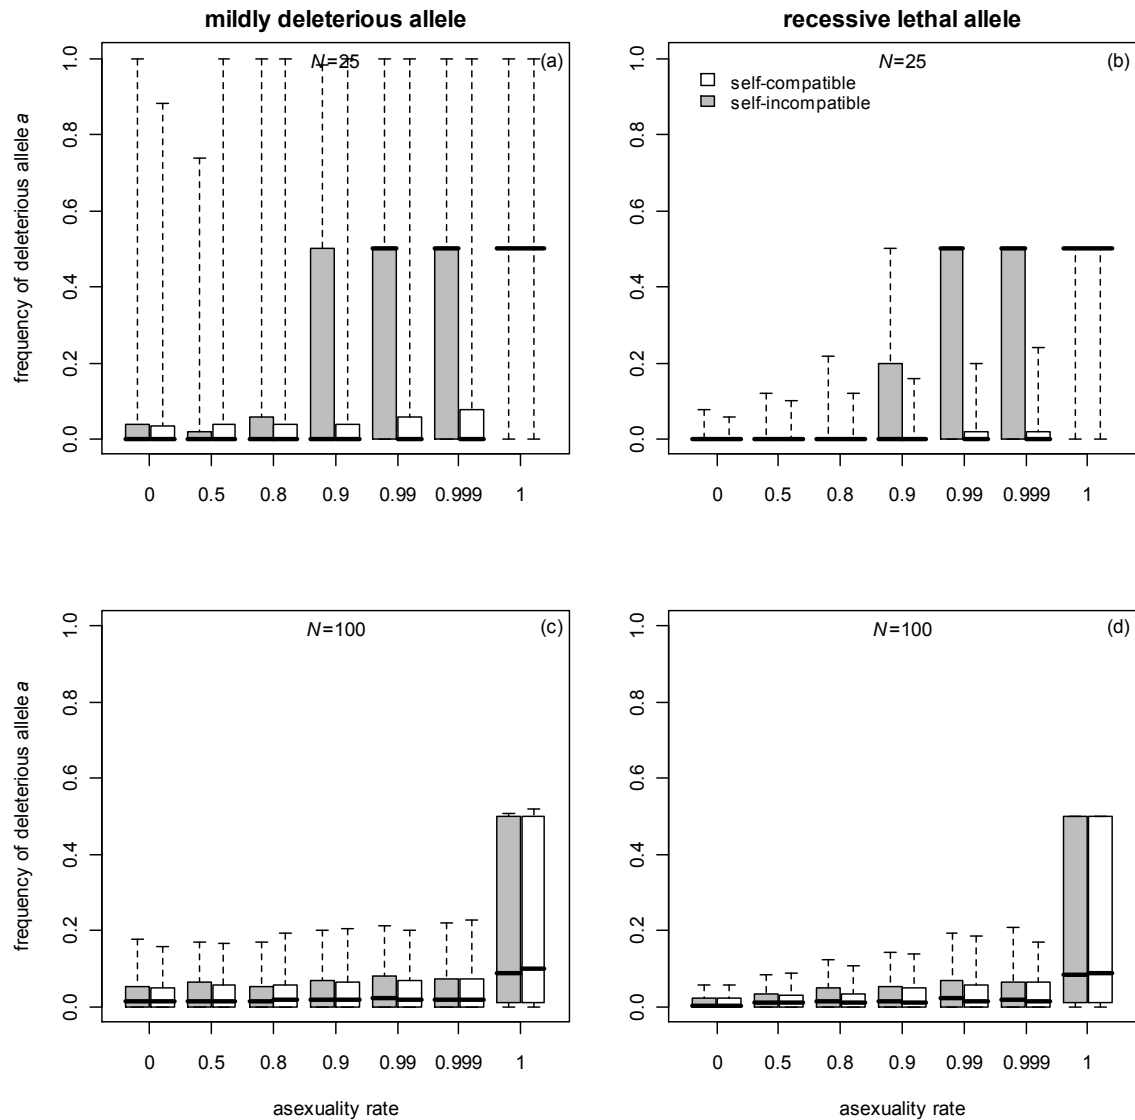 mildly deleterious allele
recessive lethal allele
N=25
(a)
frequency of deleterious allele a
0.0 0.2 0.4 0.6 0.8 1.0
0 0.5 0.8 0.9 0.99 0.999 1
N=25
(b)
self-compatible
self-incompatible
0.0 0.2 0.4 0.6 0.8 1.0
0 0.5 0.8 0.9 0.99 0.999 1
N=100
(c)
frequency of deleterious allele a
0.0 0.2 0.4 0.6 0.8 1.0
0 0.5 0.8 0.9 0.99 0.999 1
asexuality rate
N=100
(d)
0.0 0.2 0.4 0.6 0.8 1.0
0 0.5 0.8 0.9 0.99 0.999 1
asexuality rate